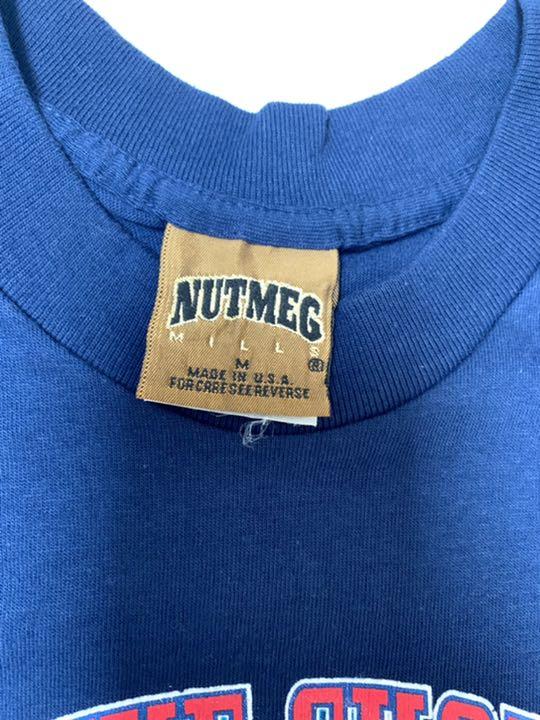 NUTMEG
MILLS
M ®
MADE IN U.S.A.
FOR CARE SEE REVERSE